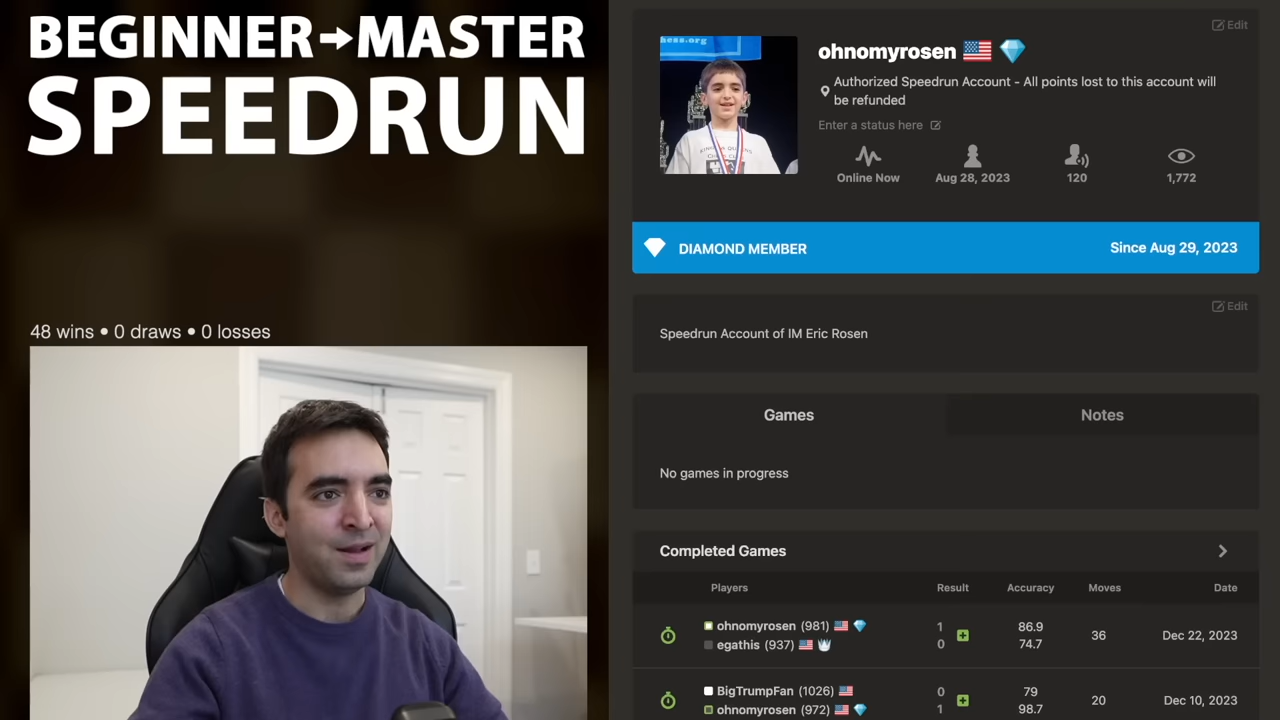 BEGINNER→MASTER
SPEEDRUN
48 wins • 0 draws • 0 losses
Edit
ohnomyrosen
Authorized Speedrun Account - All points lost to this account will
be refunded
Enter a status here
Online Now
Aug 28, 2023
120
1,772
DIAMOND MEMBER
Since Aug 29, 2023
Edit
Speedrun Account of IM Eric Rosen
Games
Notes
No games in progress
Completed Games
Players Result Accuracy Moves Date
ohnomyrosen (981) 1 86.9
egathis (937) 0 74.7
36 Dec 22, 2023
BigTrumpFan (1026) 0 79
ohnomyrosen (972) 1 98.7
20 Dec 10, 2023